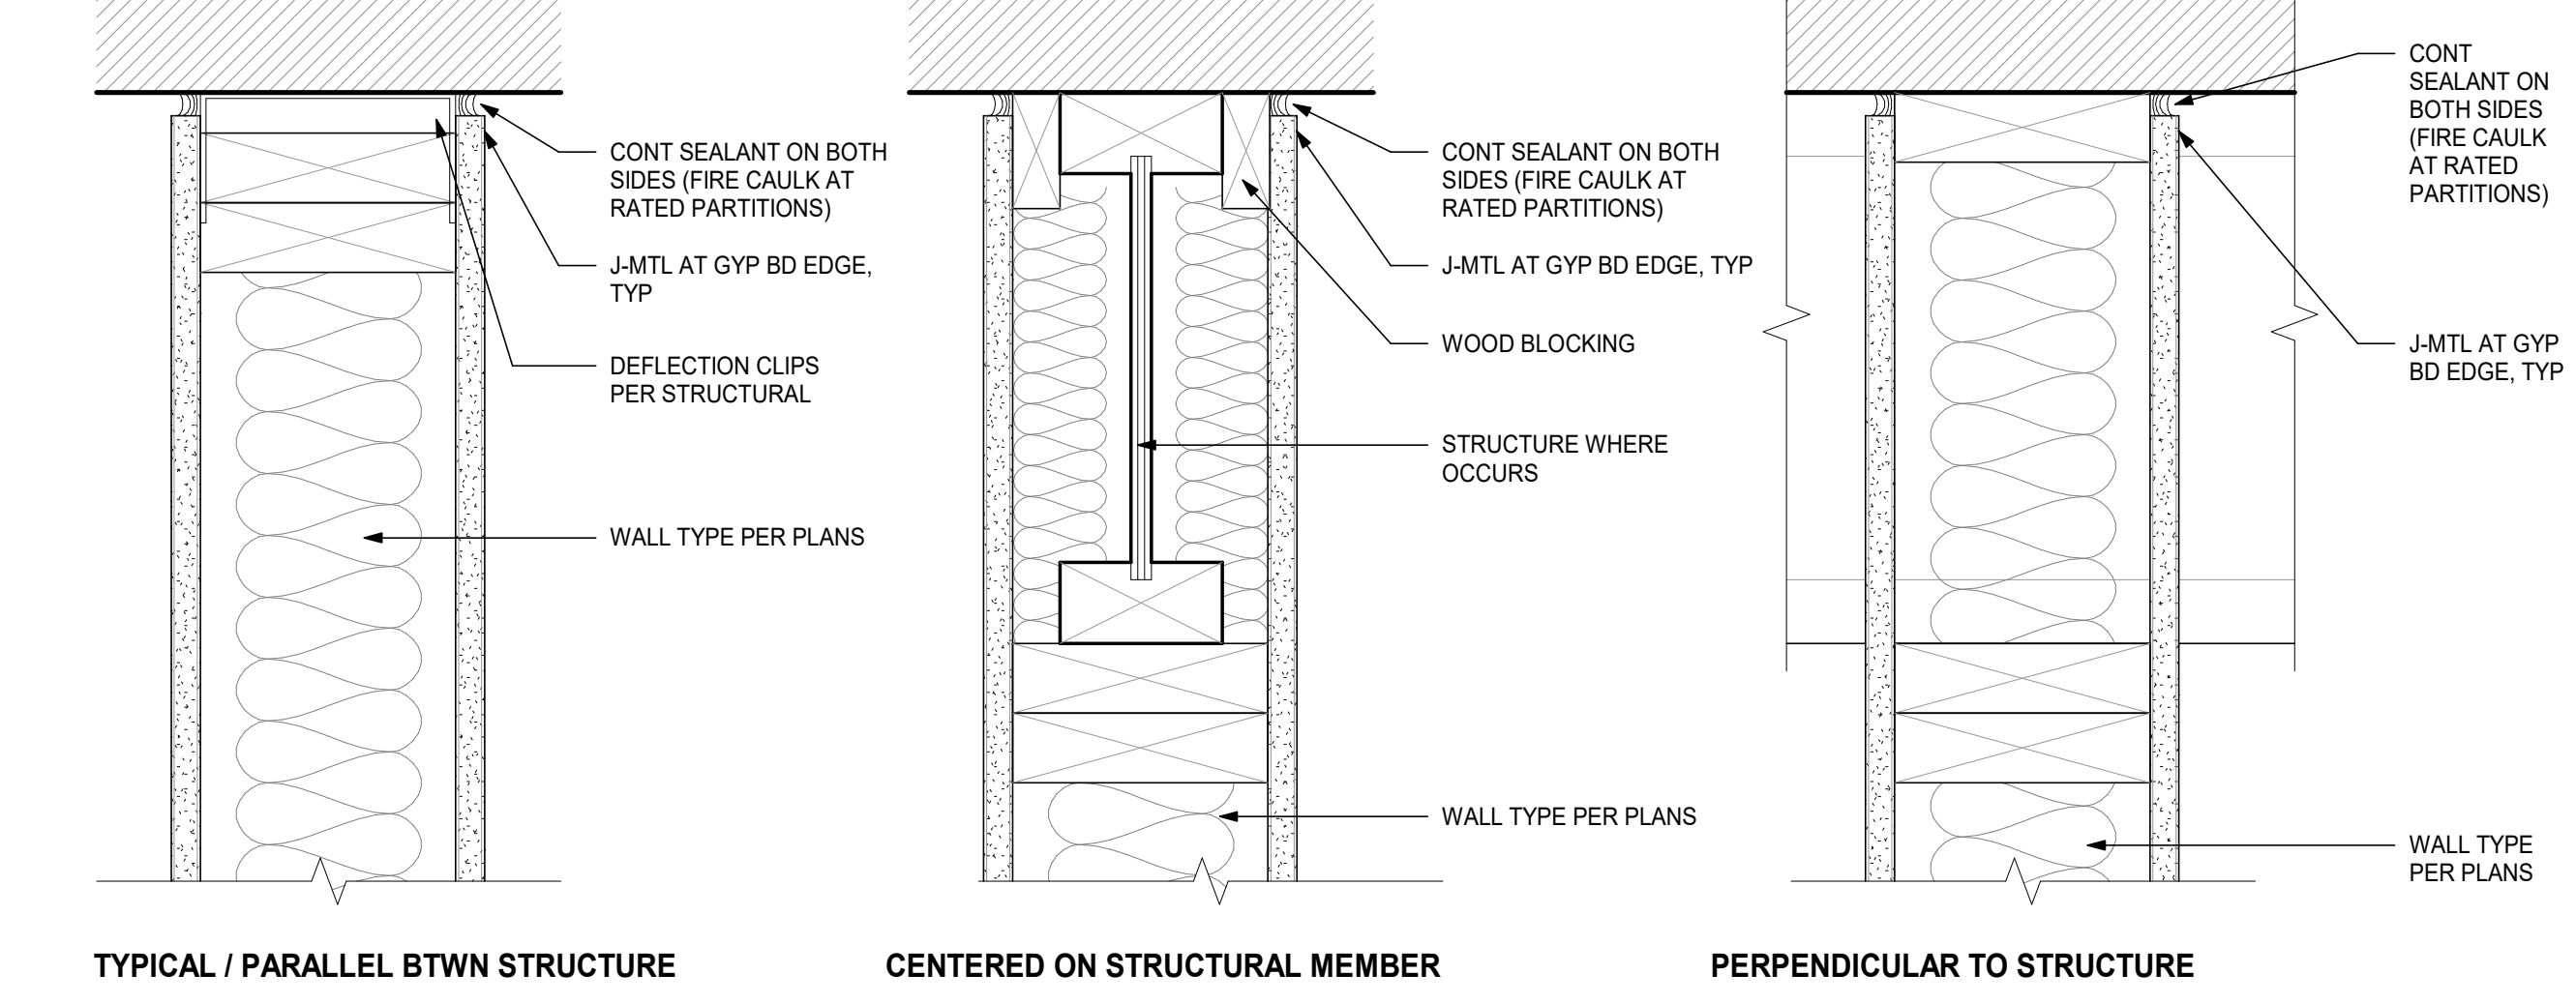 CONT SEALANT ON BOTH
SIDES (FIRE CAULK AT
RATED PARTITIONS)
J-MTL AT GYP BD EDGE,
TYP
DEFLECTION CLIPS
PER STRUCTURAL
WALL TYPE PER PLANS
TYPICAL / PARALLEL BTWN STRUCTURE
CONT SEALANT ON BOTH
SIDES (FIRE CAULK AT
RATED PARTITIONS)
J-MTL AT GYP BD EDGE, TYP
WOOD BLOCKING
STRUCTURE WHERE
OCCURS
WALL TYPE PER PLANS
CENTERED ON STRUCTURAL MEMBER
CONT
SEALANT ON
BOTH SIDES
(FIRE CAULK
AT RATED
PARTITIONS)
J-MTL AT GYP
BD EDGE, TYP
WALL TYPE
PER PLANS
PERPENDICULAR TO STRUCTURE